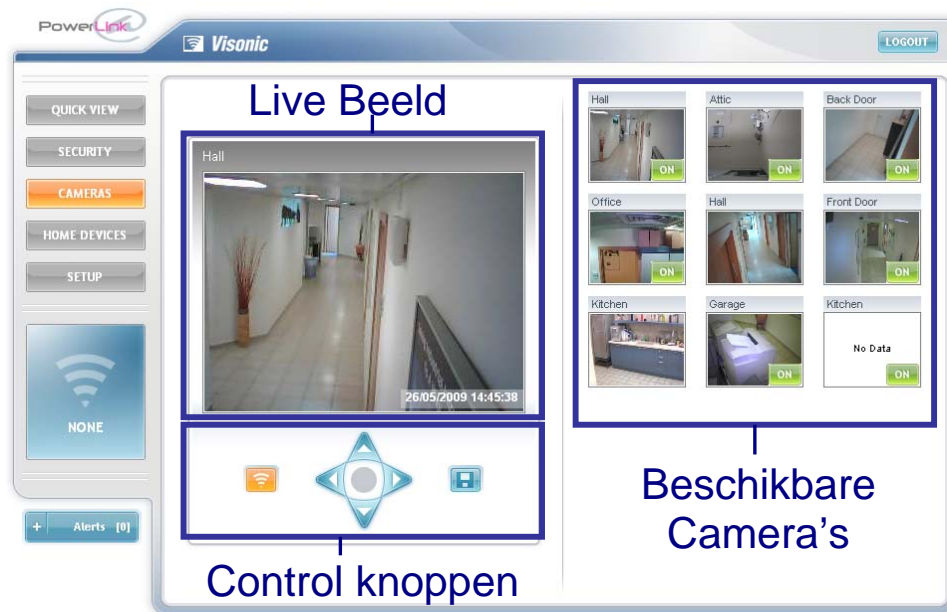 PowerLink
Visonic
LOGOUT
Live Beeld
QUICK VIEW
SECURITY
CAMERAS
HOME DEVICES
SETUP
NONE
+ Alerts [0]
Hall
26/05/2009 14:45:38
Control knoppen
Hall
Attic
Back Door
ON
ON
ON
Office
Hall
Front Door
ON
ON
Kitchen
Garage
Kitchen
No Data
ON
ON
Beschikbare
Camera's